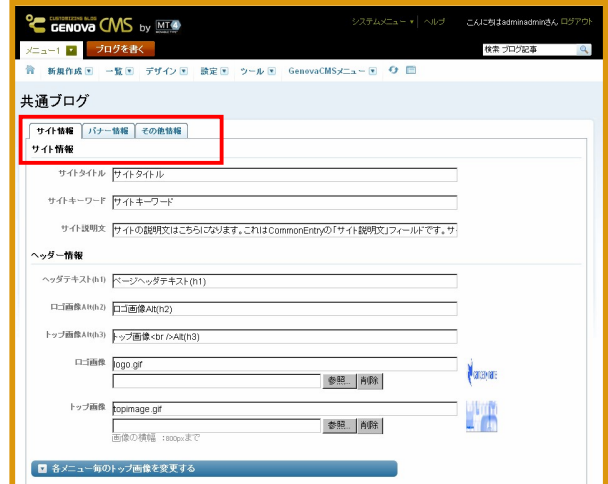 CUSTOMIZING BLOG
GENOVA CMS by MT4
システムメニュー ヘルプ こんにちはadminadminさん ログアウト
メニュー1 ブログを書く 検索 ブログ記事
新規作成 一覧 デザイン 設定 ツール GenovaCMSメニュー
共通ブログ
サイト情報 バナー情報 その他情報
サイト情報
サイトタイトル サイトタイトル
サイトキーワード サイトキーワード
サイト説明文 サイトの説明文はこちらになります。これはCommonEntryの「サイト説明文」フィールドです。サ
ヘッダー情報
ヘッダテキスト(h1) ページヘッダテキスト(h1)
ロゴ画像Alt(h2) ロゴ画像Alt(h2)
トップ画像Alt(h3) トップ画像<br />Alt(h3)
ロゴ画像 logo.gif
参照... 削除
トップ画像 topimage.gif
参照... 削除
画像の横幅 :800pxまで
各メニュー毎のトップ画像を変更する